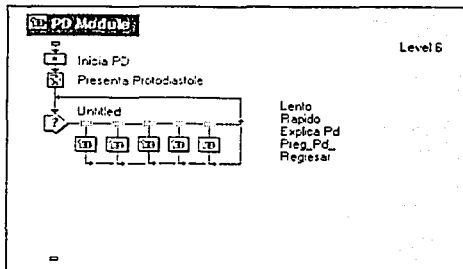 PD Module
Level 6
Inicia PD
Presenta Protodiastole
Untitled
Lento
Rapido
Explica Pd
Preg_Pd_
Regresar